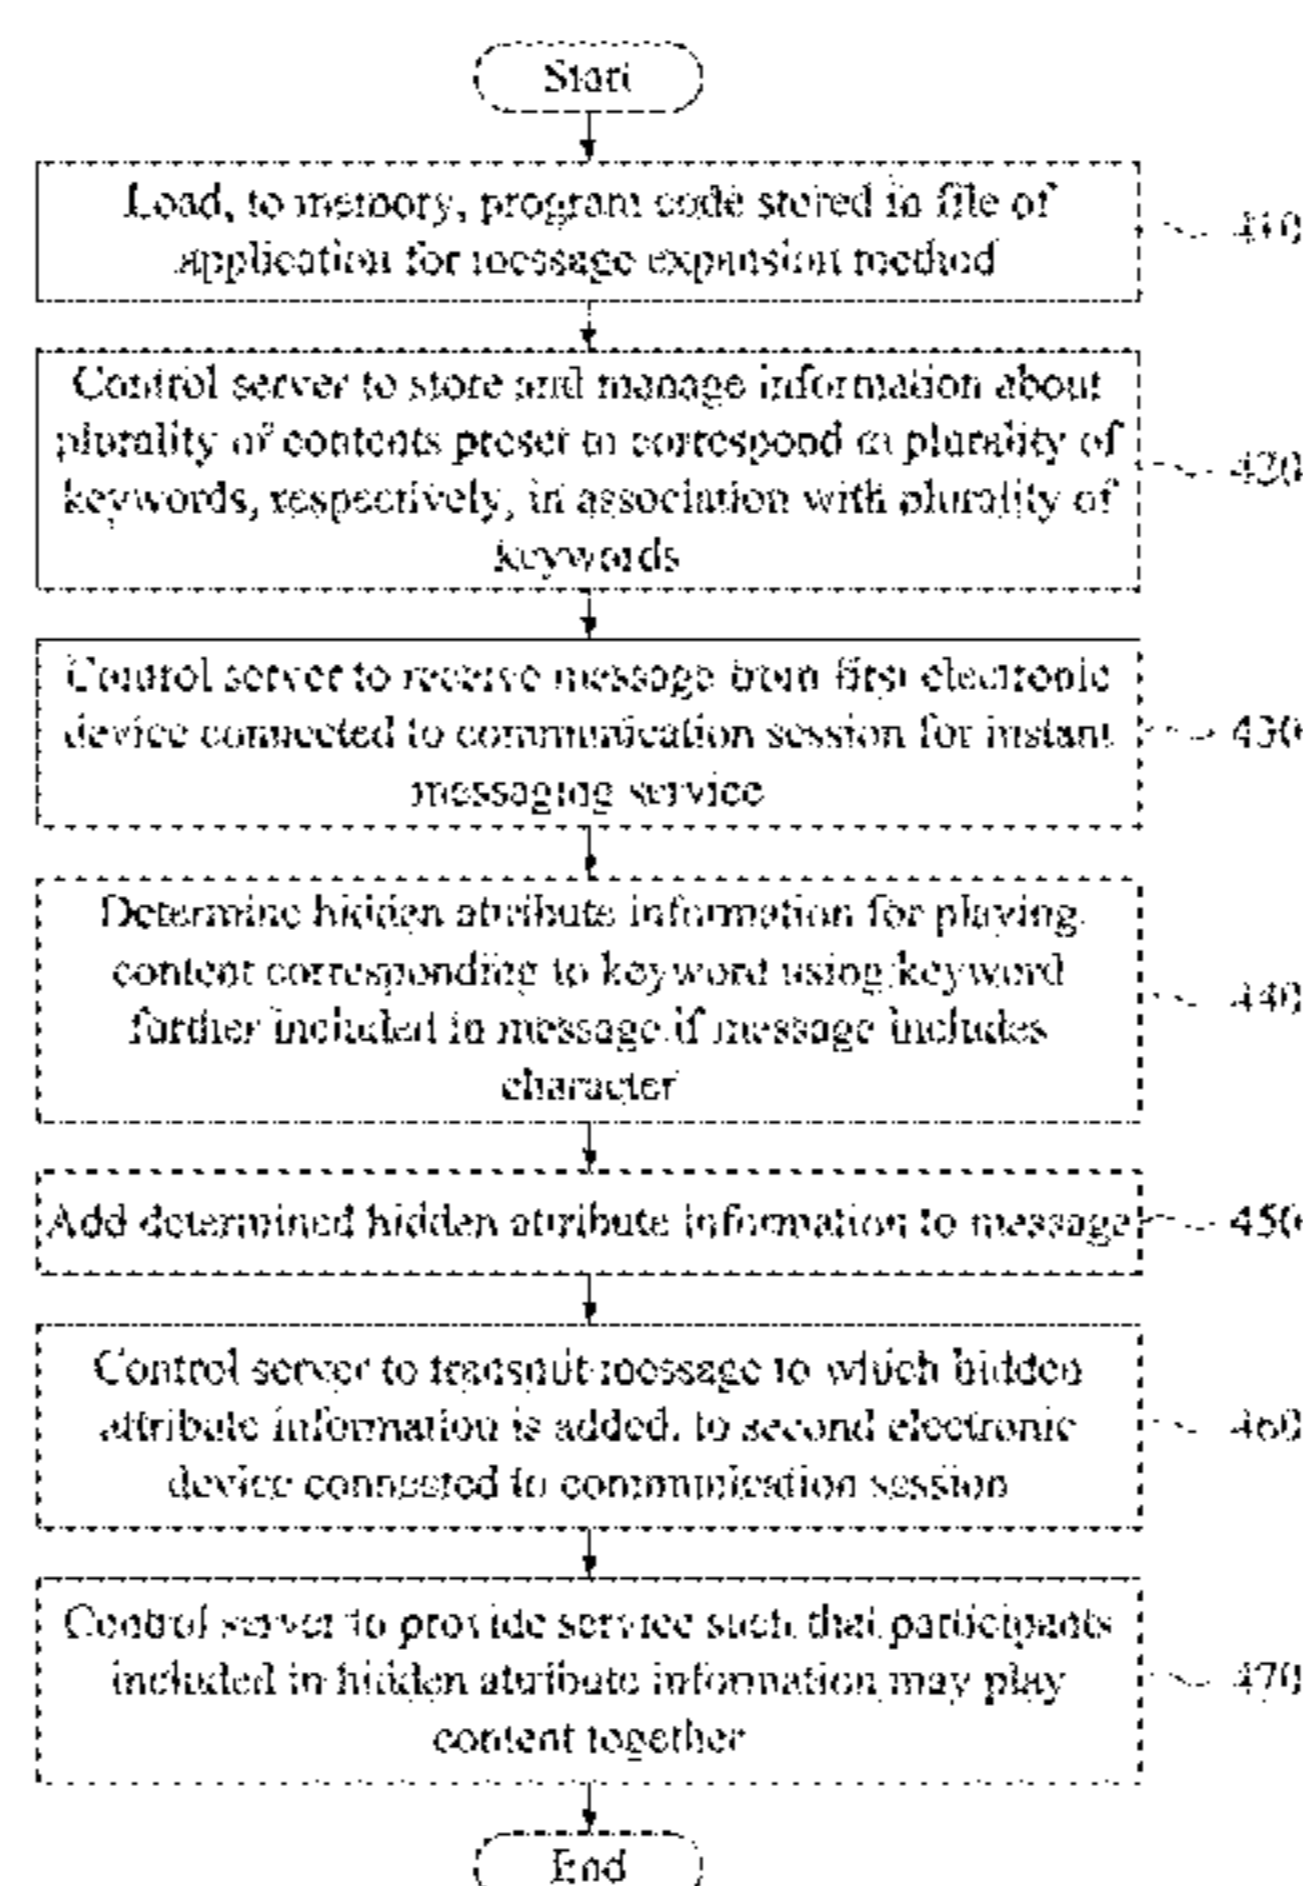 Start
Load, to memory, program code stored in file of
application for message expansion method
410
Control server to store and manage information about
plurality of contents preset to correspond to plurality of
keywords, respectively, in association with plurality of
keywords
420
Control server to receive message from first electronic
device connected to communication session for instant
messaging service
430
Determine hidden attribute information for playing
content corresponding to keyword using keyword
further included in message if message includes
character
440
Add determined hidden attribute information to message
450
Control server to transmit message to which hidden
attribute information is added, to second electronic
device connected to communication session
460
Control server to provide service such that participants
included in hidden attribute information may play
content together
470
End